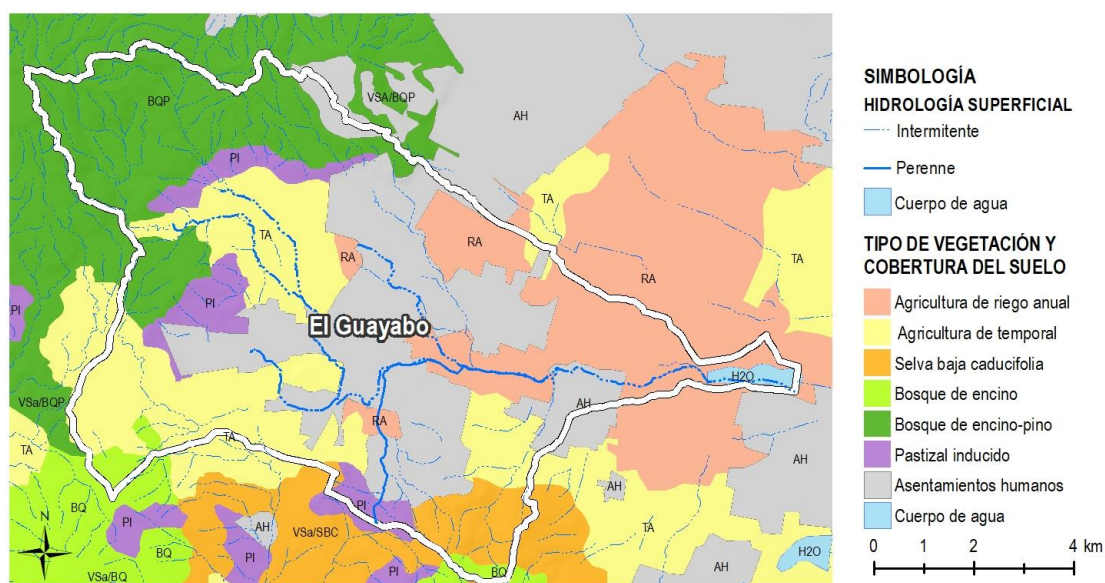 BQP
VSA/BQP
AH
PI
TA
TA
RA
RA
RA
TA
PI
PI
El Guayabo
H2O
AH
VSa/BQP
RA
TA
TA
AH
BQ
PI
AH
PI
BQ
AH
VSa/SBC
TA
PI
PI
BQ
H2O
VSa/BQ
N
SIMBOLOGÍA
HIDROLOGÍA SUPERFICIAL
Intermitente
Perenne
Cuerpo de agua
TIPO DE VEGETACIÓN Y
COBERTURA DEL SUELO
Agricultura de riego anual
Agricultura de temporal
Selva baja caducifolia
Bosque de encino
Bosque de encino-pino
Pastizal inducido
Asentamientos humanos
Cuerpo de agua
0 1 2 4 km